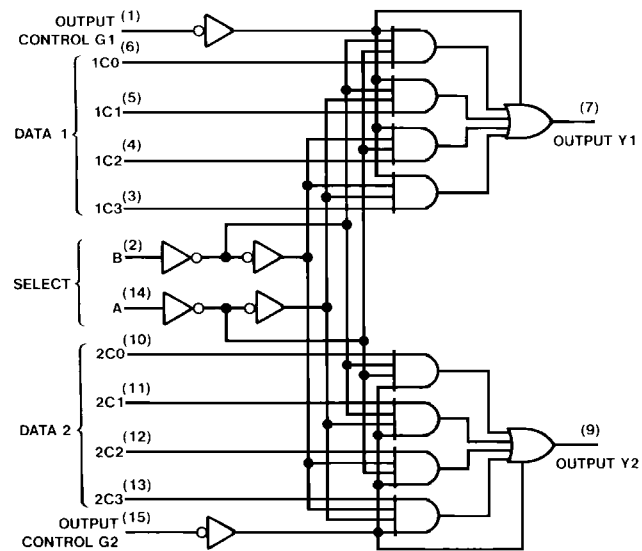 OUTPUT (1)
CONTROL G1
(6)
1C0
(5)
1C1
DATA 1
(4)
1C2
(3)
1C3
(7)
OUTPUT Y1
(2)
B
SELECT
(14)
A
(10)
2C0
(11)
2C1
DATA 2
(12)
2C2
(13)
2C3
(9)
OUTPUT Y2
OUTPUT (15)
CONTROL G2